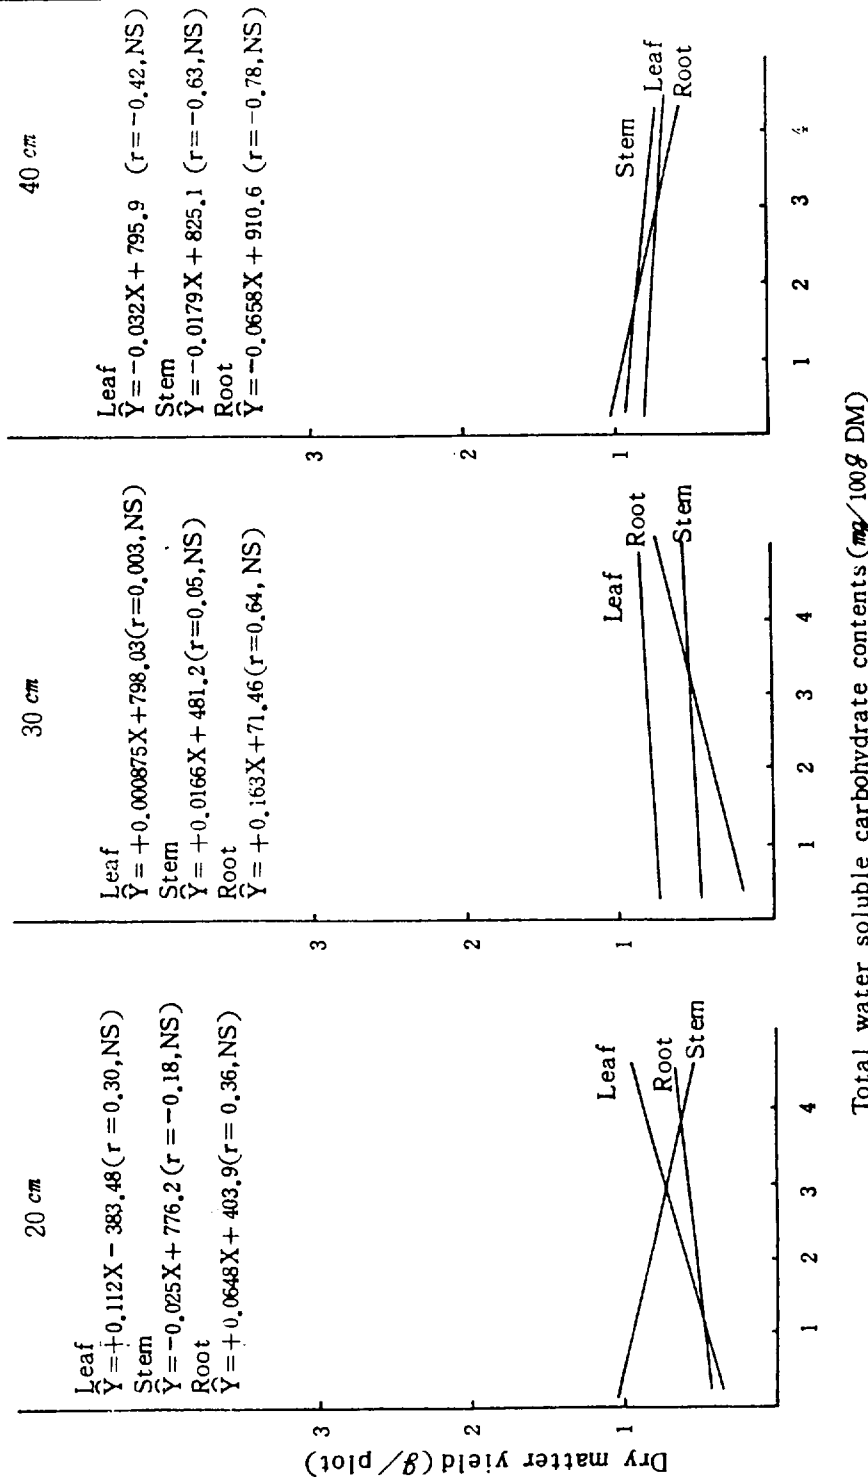 20 cm
Leaf
Ŷ=+0.112X-383.48(r=0.30,NS)
Stem
Ŷ=-0.025X+776.2(r=-0.18,NS)
Root
Ŷ=+0.0648X+403.9(r=0.36,NS)
3
2
1
Leaf
Root
Stem
1 2 3 4
Dry matter yield (g/plot)
30 cm
Leaf
Ŷ=+0.000875X+798.03(r=0.003,NS)
Stem
Ŷ=+0.0166X+481.2(r=0.05,NS)
Root
Ŷ=+0.163X+71.46(r=0.64,NS)
3
2
1
Leaf
Root
Stem
1 2 3 4
40 cm
Leaf
Ŷ=-0.032X+795.9 (r=-0.42,NS)
Stem
Ŷ=-0.0179X+825.1(r=-0.63,NS)
Root
Ŷ=-0.0658X+910.6(r=-0.78,NS)
3
2
1
Stem
Leaf
Root
1 2 3 4
Total water soluble carbohydrate contents(mg/100g DM)